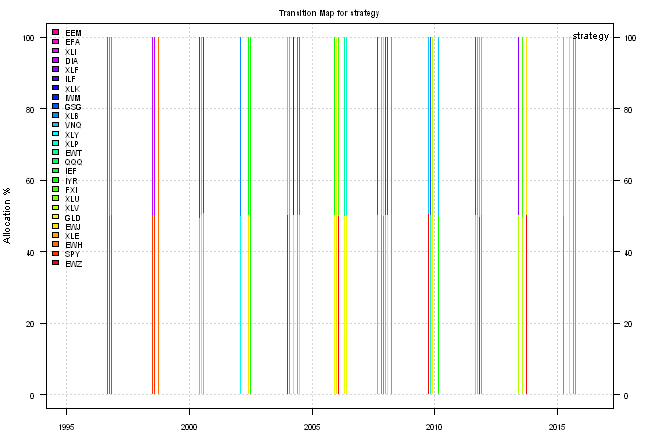 Transition Map for strategy
strategy
Allocation %
100
80
60
40
20
0
100
80
60
40
20
0
EEM
EFA
XLI
DIA
XLF
ILF
XLK
IWM
GSG
XLB
VNQ
XLY
XLP
EWT
QQQ
IEF
IYR
FXI
XLU
XLV
GLD
EWJ
XLE
EWH
SPY
EWZ
1995
2000
2005
2010
2015